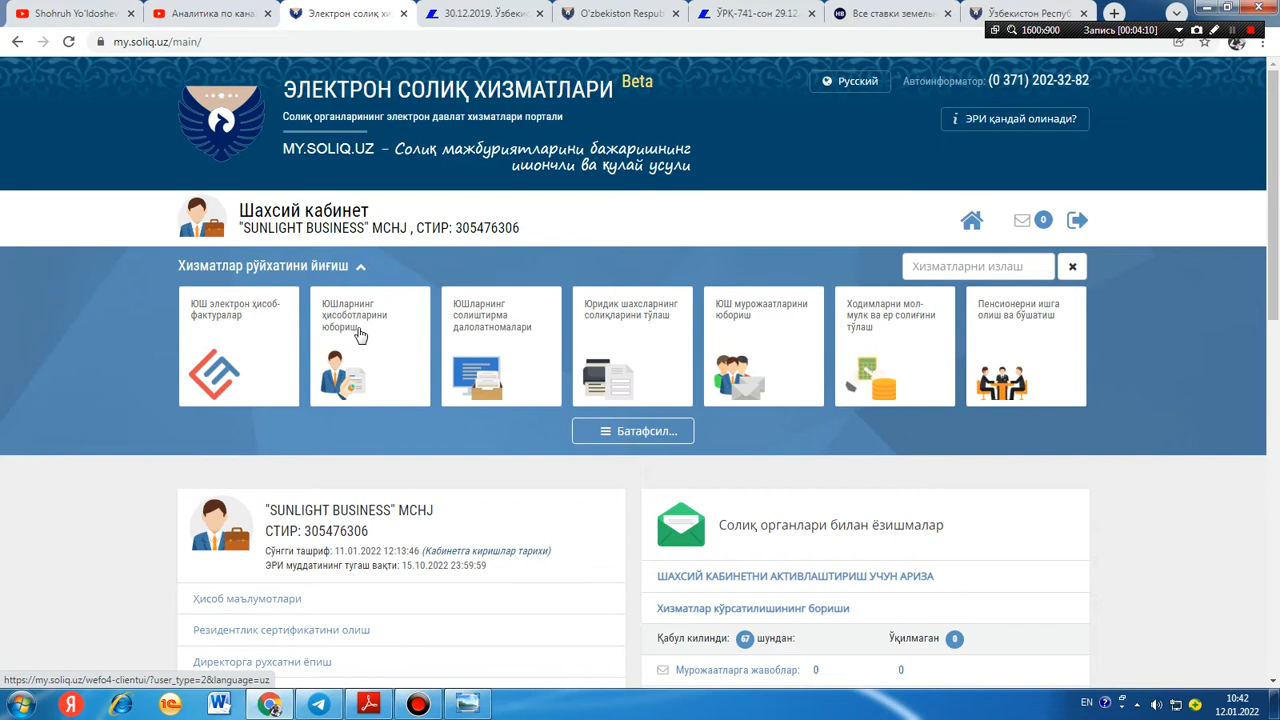 Shohruh Yo'ldoshev
Аналитика по кана
Электрон солиқ хи
30.12.2019. Ўзбек
O'zbekiston Respub
ЎҚ-741-сон 29.12
Все ставки земель
Ўзбекистон Респу
1600x900
Запись [00:04:10]
my.soliq.uz/main/
ЭЛЕКТРОН СОЛИҚ ХИЗМАТЛАРИ Beta
Солиқ органларининг электрон давлат хизматлари портали
MY.SOLIQ.UZ – Солиқ мажбуриятларини бажаришнинг
ишончли ва қулай усули
Русский
Автоинформатор: (0 371) 202-32-82
ЭРИ қандай олинади?
Шахсий кабинет
"SUNLIGHT BUSINESS" MCHJ , СТИР: 305476306
0
Хизматлар рўйхатини йиғиш
Хизматларни излаш
ЮШ электрон ҳисоб-
фактуралар
ЮШларнинг
ҳисоботларини
юбориш
ЮШларнинг
солиштирма
далолатномалари
Юридик шахсларнинг
солиқларини тўлаш
ЮШ мурожаатларини
юбориш
Ходимларни мол-
мулк ва ер солиғини
тўлаш
Пенсионерни ишга
олиш ва бўшатиш
Батафсил...
"SUNLIGHT BUSINESS" MCHJ
СТИР: 305476306
Сўнгги ташриф: 11.01.2022 12:13:46 (Кабинетга киришлар тарихи)
ЭРИ муддатининг тугаш вақти: 15.10.2022 23:59:59
Ҳисоб маълумотлари
Резидентлик сертификатини олиш
Директорга рухсатни ёпиш
Солиқ органлари билан ёзишмалар
ШАХСИЙ КАБИНЕТНИ АКТИВЛАШТИРИШ УЧУН АРИЗА
Хизматлар кўрсатилишининг бориши
Қабул килинди: 67 шундан:
Ўқилмаган 0
Мурожаатларга жавоблар: 0 0
https://my.soliq.uz/wefo4-clientui/?user_type=2&language=uz
EN
10:42
12.01.2022